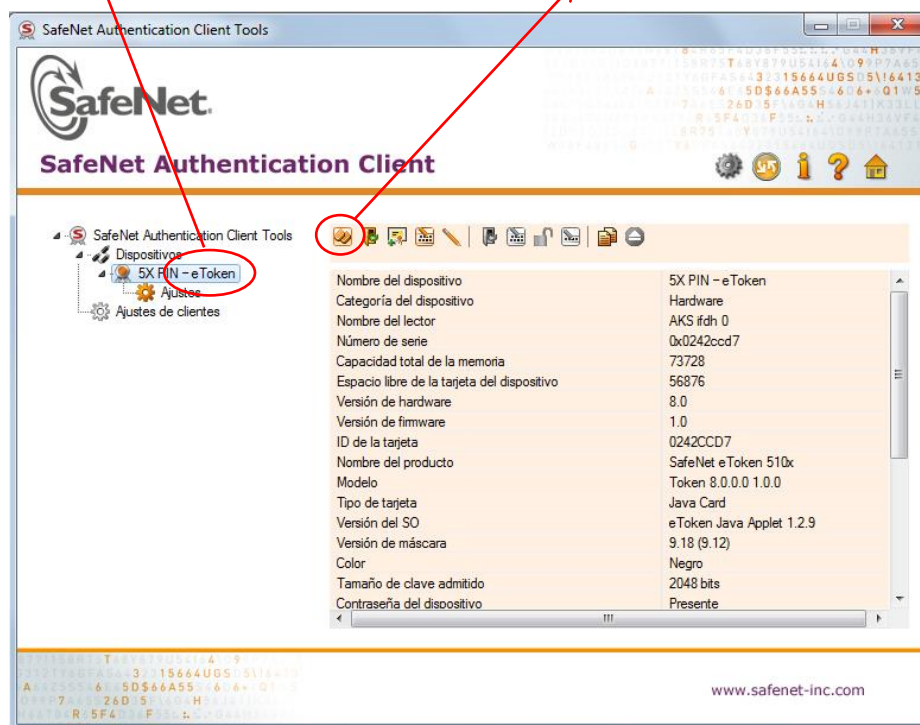 SafeNet Authentication Client Tools
SafeNet.
SafeNet Authentication Client
SafeNet Authentication Client Tools
Dispositivos
5X PIN – eToken
Ajustes
Ajustes de clientes
Nombre del dispositivo 5X PIN – eToken
Categoría del dispositivo Hardware
Nombre del lector AKS ifdh 0
Número de serie 0x0242ccd7
Capacidad total de la memoria 73728
Espacio libre de la tarjeta del dispositivo 56876
Versión de hardware 8.0
Versión de firmware 1.0
ID de la tarjeta 0242CCD7
Nombre del producto SafeNet eToken 510x
Modelo Token 8.0.0.0 1.0.0
Tipo de tarjeta Java Card
Versión del SO eToken Java Applet 1.2.9
Versión de máscara 9.18 (9.12)
Color Negro
Tamaño de clave admitido 2048 bits
Contraseña del dispositivo Presente
www.safenet-inc.com